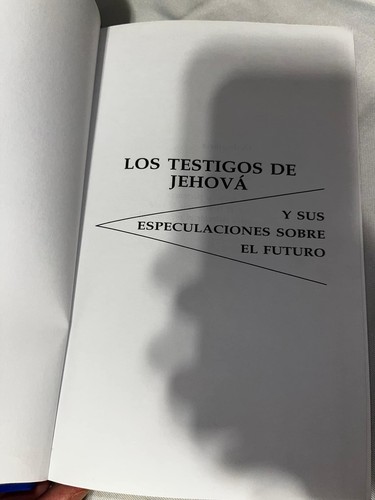 LOS TESTIGOS DE
JEHOVÁ
Y SUS
ESPECULACIONES SOBRE
EL FUTURO